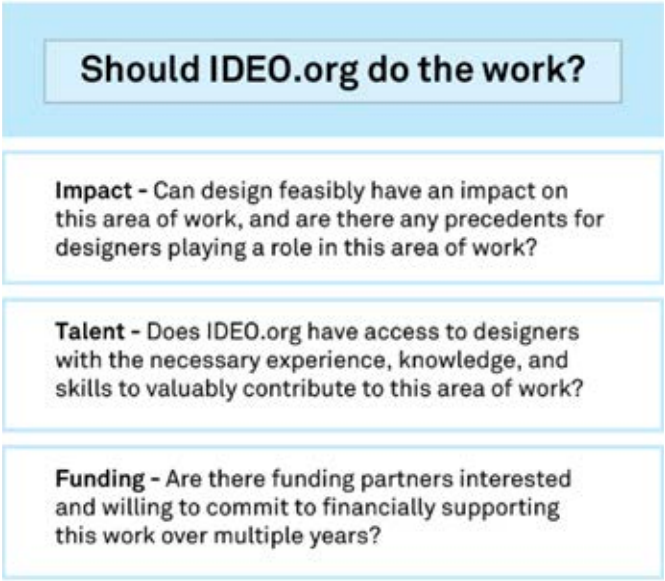 Should IDEO.org do the work?
Impact - Can design feasibly have an impact on
this area of work, and are there any precedents for
designers playing a role in this area of work?
Talent - Does IDEO.org have access to designers
with the necessary experience, knowledge, and
skills to valuably contribute to this area of work?
Funding - Are there funding partners interested
and willing to commit to financially supporting
this work over multiple years?